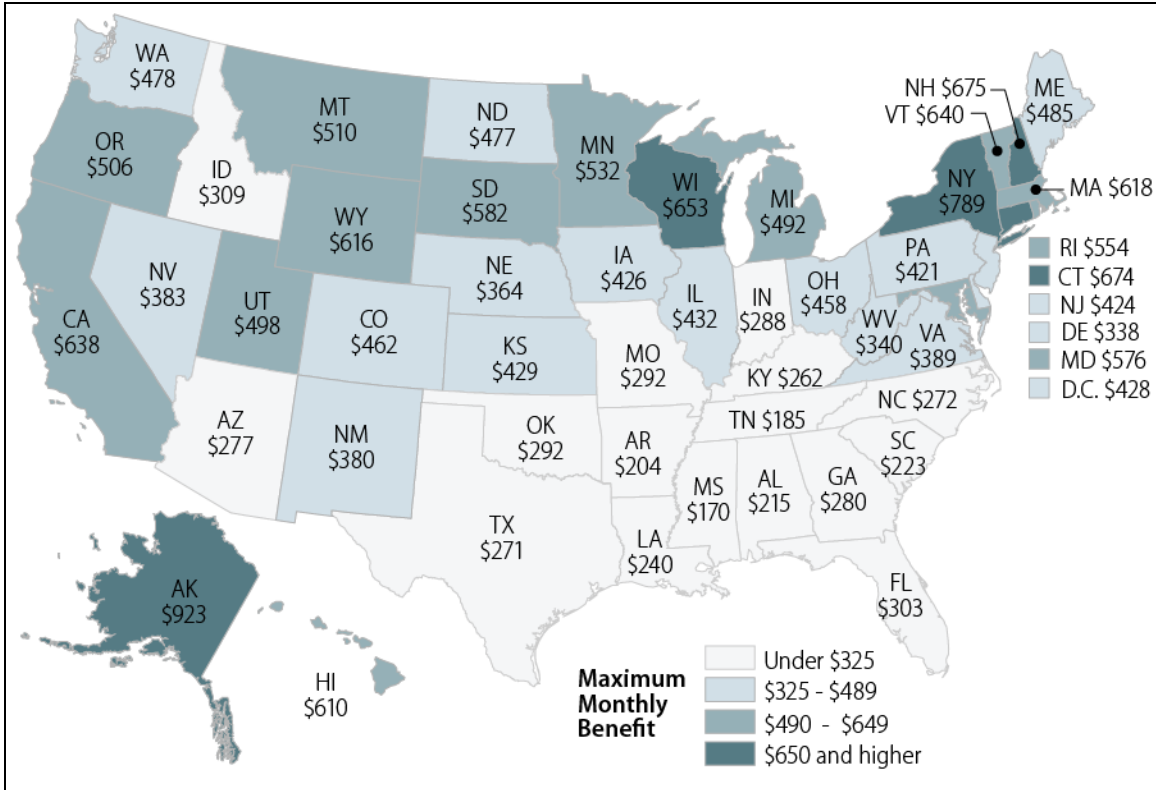 WA
$478
MT
$510
ND
$477
MN
$532
NH $675
VT $640
ME
$485
OR
$506
ID
$309
SD
$582
WI
$653
MI
$492
NY
$789
MA $618
WY
$616
RI $554
CT $674
NJ $424
DE $338
MD $576
D.C. $428
NV
$383
UT
$498
NE
$364
IA
$426
IL
$432
IN
$288
OH
$458
PA
$421
WV
$340
VA
$389
CA
$638
CO
$462
KS
$429
MO
$292
KY $262
NC $272
TN $185
AZ
$277
NM
$380
OK
$292
AR
$204
SC
$223
MS
$170
AL
$215
GA
$280
TX
$271
LA
$240
FL
$303
AK
$923
HI
$610
Maximum
Monthly
Benefit
Under $325
$325 - $489
$490 - $649
$650 and higher